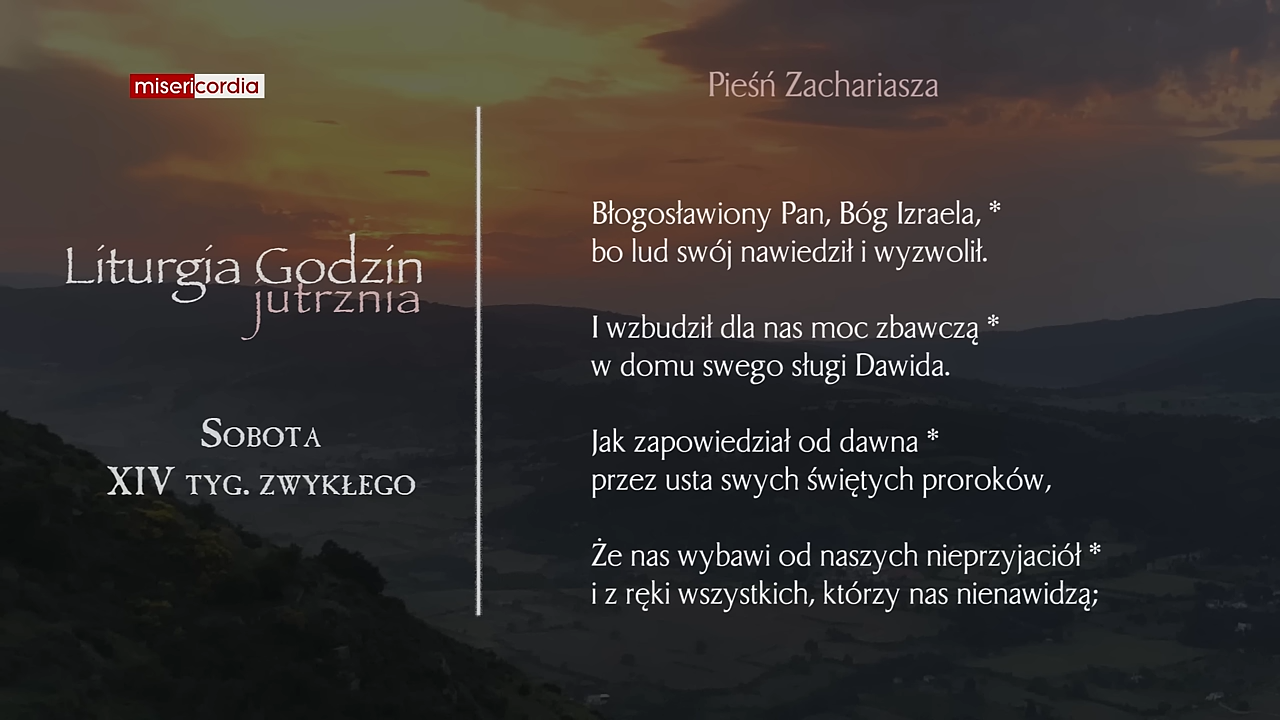 misericordia
Liturgia Godzin
jutrznia
Sobota
XIV tyg. zwykłego
Pieśń Zachariasza
Błogosławiony Pan, Bóg Izraela, *
bo lud swój nawiedził i wyzwolił.
I wzbudził dla nas moc zbawczą *
w domu swego sługi Dawida.
Jak zapowiedział od dawna *
przez usta swych świętych proroków,
Że nas wybawi od naszych nieprzyjaciół *
i z ręki wszystkich, którzy nas nienawidzą;